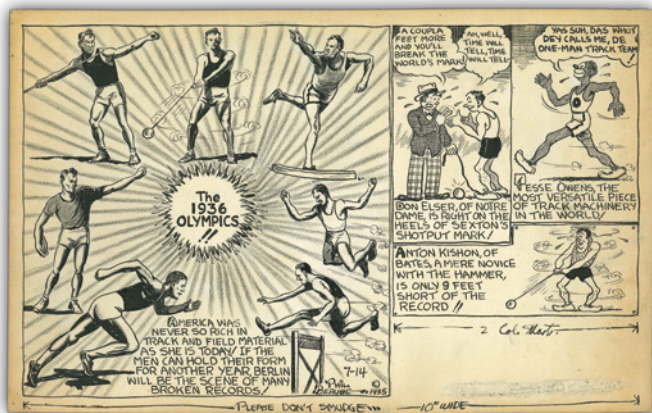 The
1936
OLYMPICS
!!!
AMERICA WAS
NEVER SO RICH IN
TRACK AND FIELD MATERIAL
AS SHE IS TODAY! IF THE
MEN CAN HOLD THEIR FORM
FOR ANOTHER YEAR, BERLIN
WILL BE THE SCENE OF MANY
BROKEN RECORDS!
7-14
© 1935
A COUPLA
FEET MORE
AND YOU'LL
BREAK THE
WORLD'S MARK!
AH, WELL,
TIME WILL
TELL, TIME
WILL TELL-
DON ELSER, OF NOTRE
DAME, IS RIGHT ON THE
HEELS OF SEXTON'S
SHOTPUT MARK!
YAS SUH, DAS WHUT
DEY CALLS ME, DE
ONE-MAN TRACK TEAM!
O
JESSE OWENS, THE
MOST VERSATILE PIECE
OF TRACK MACHINERY
IN THE WORLD!
ANTON KISHON, OF
BATES, A MERE NOVICE
WITH THE HAMMER,
IS ONLY 9 FEET
SHORT OF THE
RECORD!!
2 Col.
PLEASE DON'T SMUDGE
10" WIDE